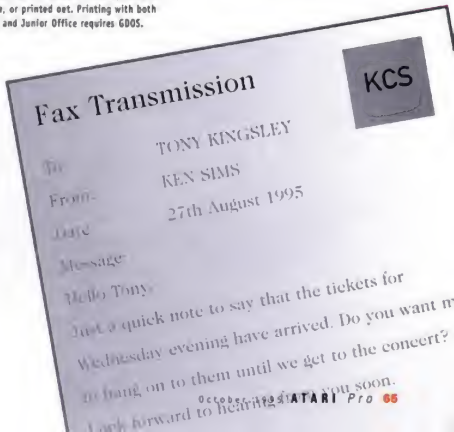 , or printed out. Printing with both
and Junior Office requires GDOS.
Fax Transmission
KCS
To:
TONY KINGSLEY
From:
KEN SIMS
Date
27th August 1995
Message:
Hello Tony,
Just a quick note to say that the tickets for
Wednesday evening have arrived. Do you want m
to hang on to them until we get to the concert?
Look forward to hearing from you soon.
October 1995 ATARI Pro 65